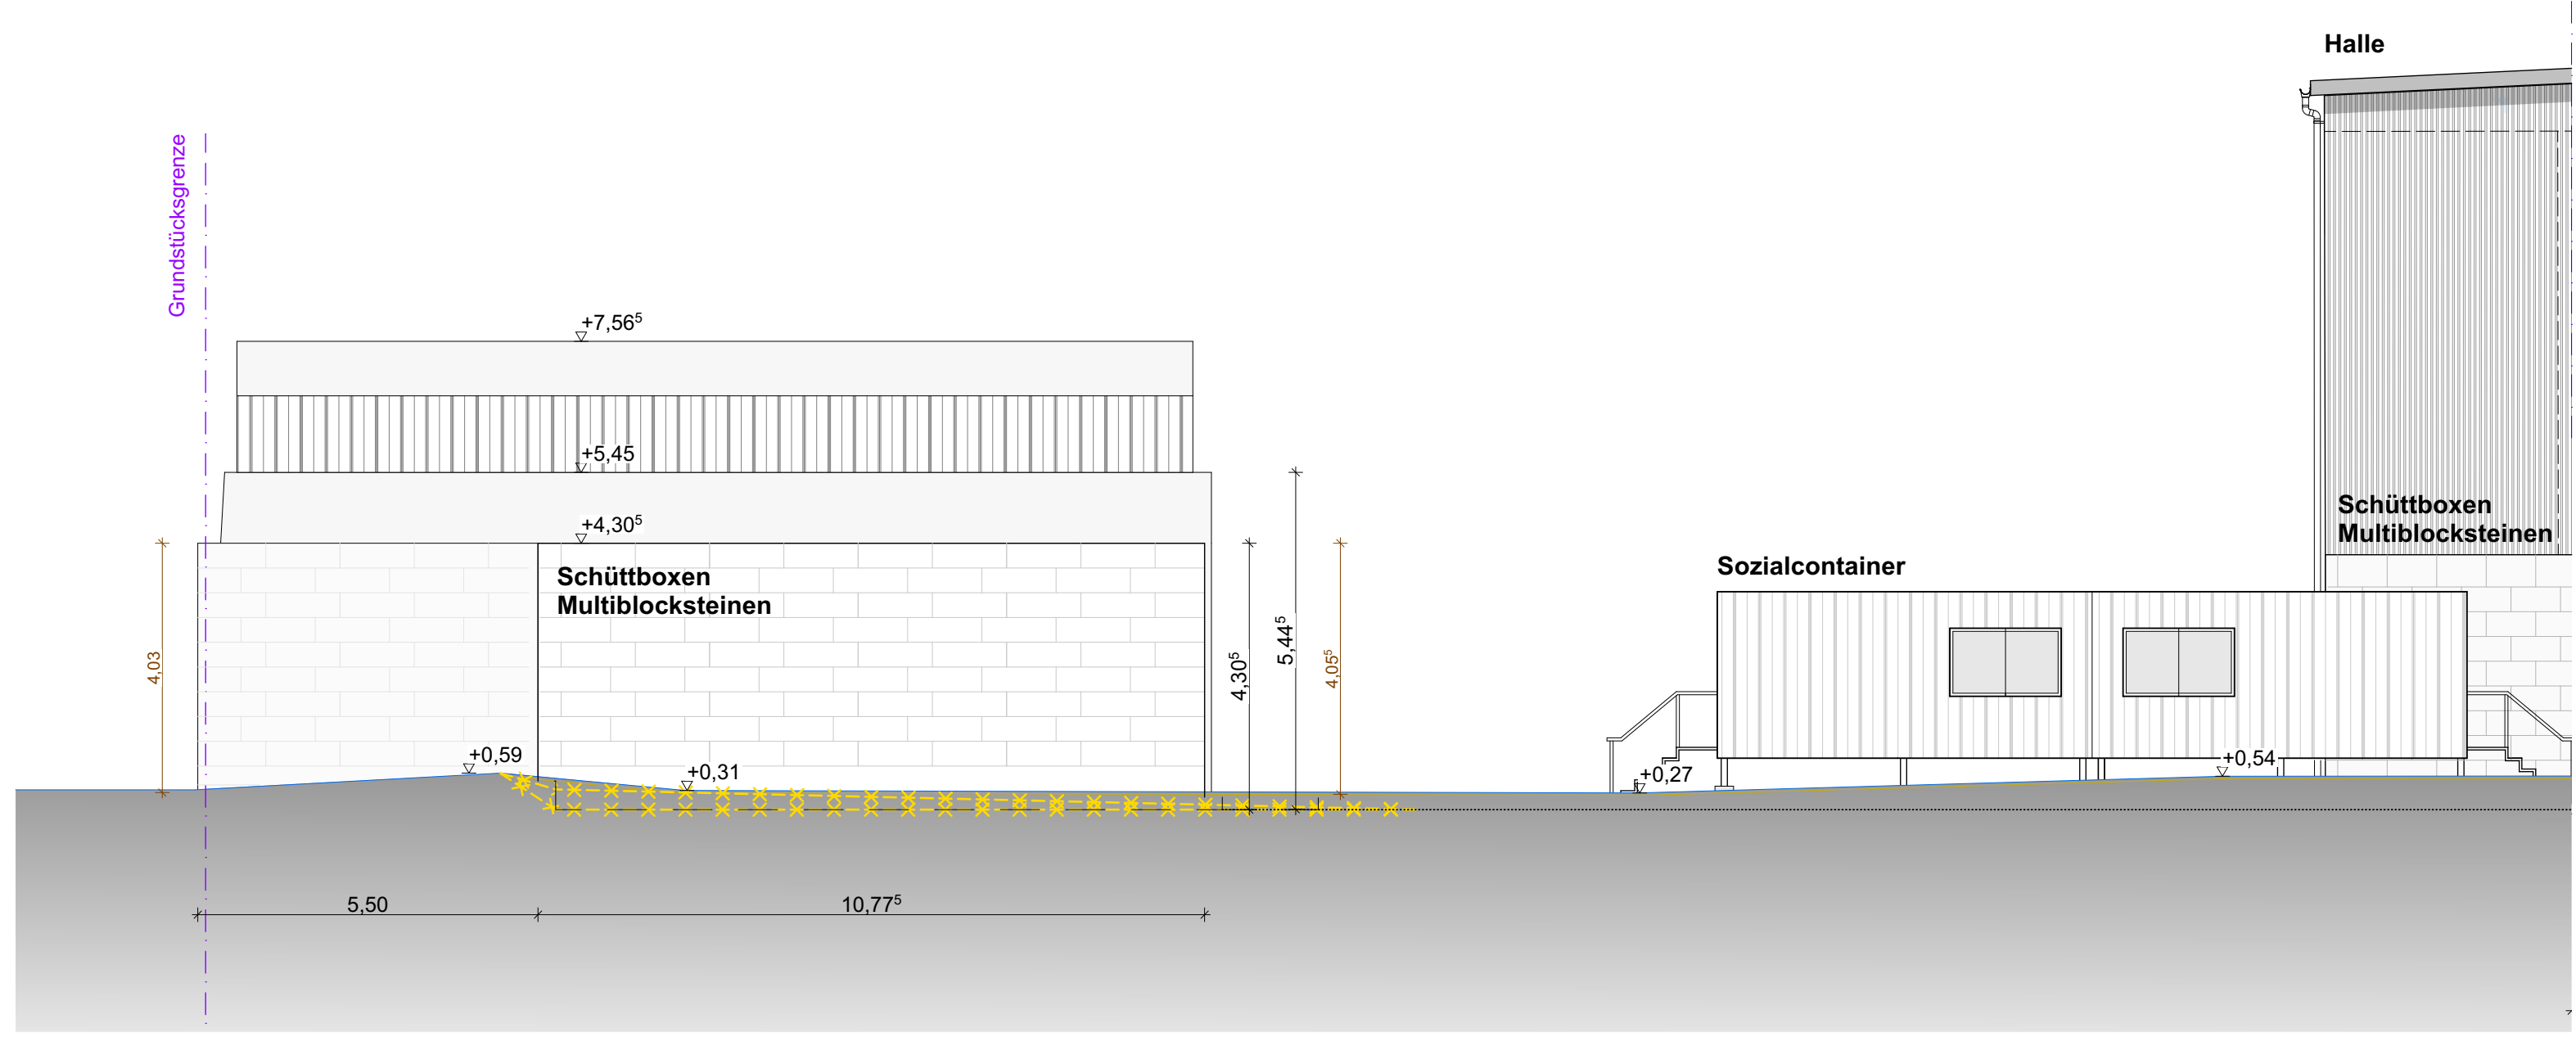 Halle
Grundstücksgrenze
+7,56⁵
+5,45
+4,30⁵
Schüttboxen
Multiblocksteinen
Schüttboxen
Multiblocksteinen
Sozialcontainer
4,03
4,30⁵
5,44⁵
4,05⁵
+0,59
+0,31
+0,27
+0,54
5,50
10,77⁵